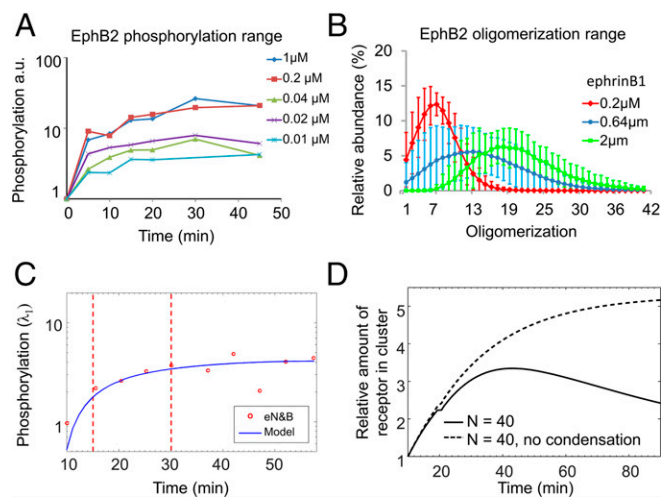 A
EphB2 phosphorylation range
Phosphorylation a.u.
100
10
1
0 10 20 30 40 50
Time (min)
1µM
0.2 µM
0.04 µM
0.02 µM
0.01 µM
B
EphB2 oligomerization range
Relative abundance (%)
20
15
10
5
0
1 7 13 19 25 30 36 42
Oligomerization
ephrinB1
0.2µM
0.64µm
2µm
C
Phosphorylation (λ1)
10
1
10 20 30 40 50
Time (min)
eN&B
Model
D
Relative amount of
receptor in cluster
5
4
3
2
1
20 40 60 80
Time (min)
N = 40
N = 40, no condensation